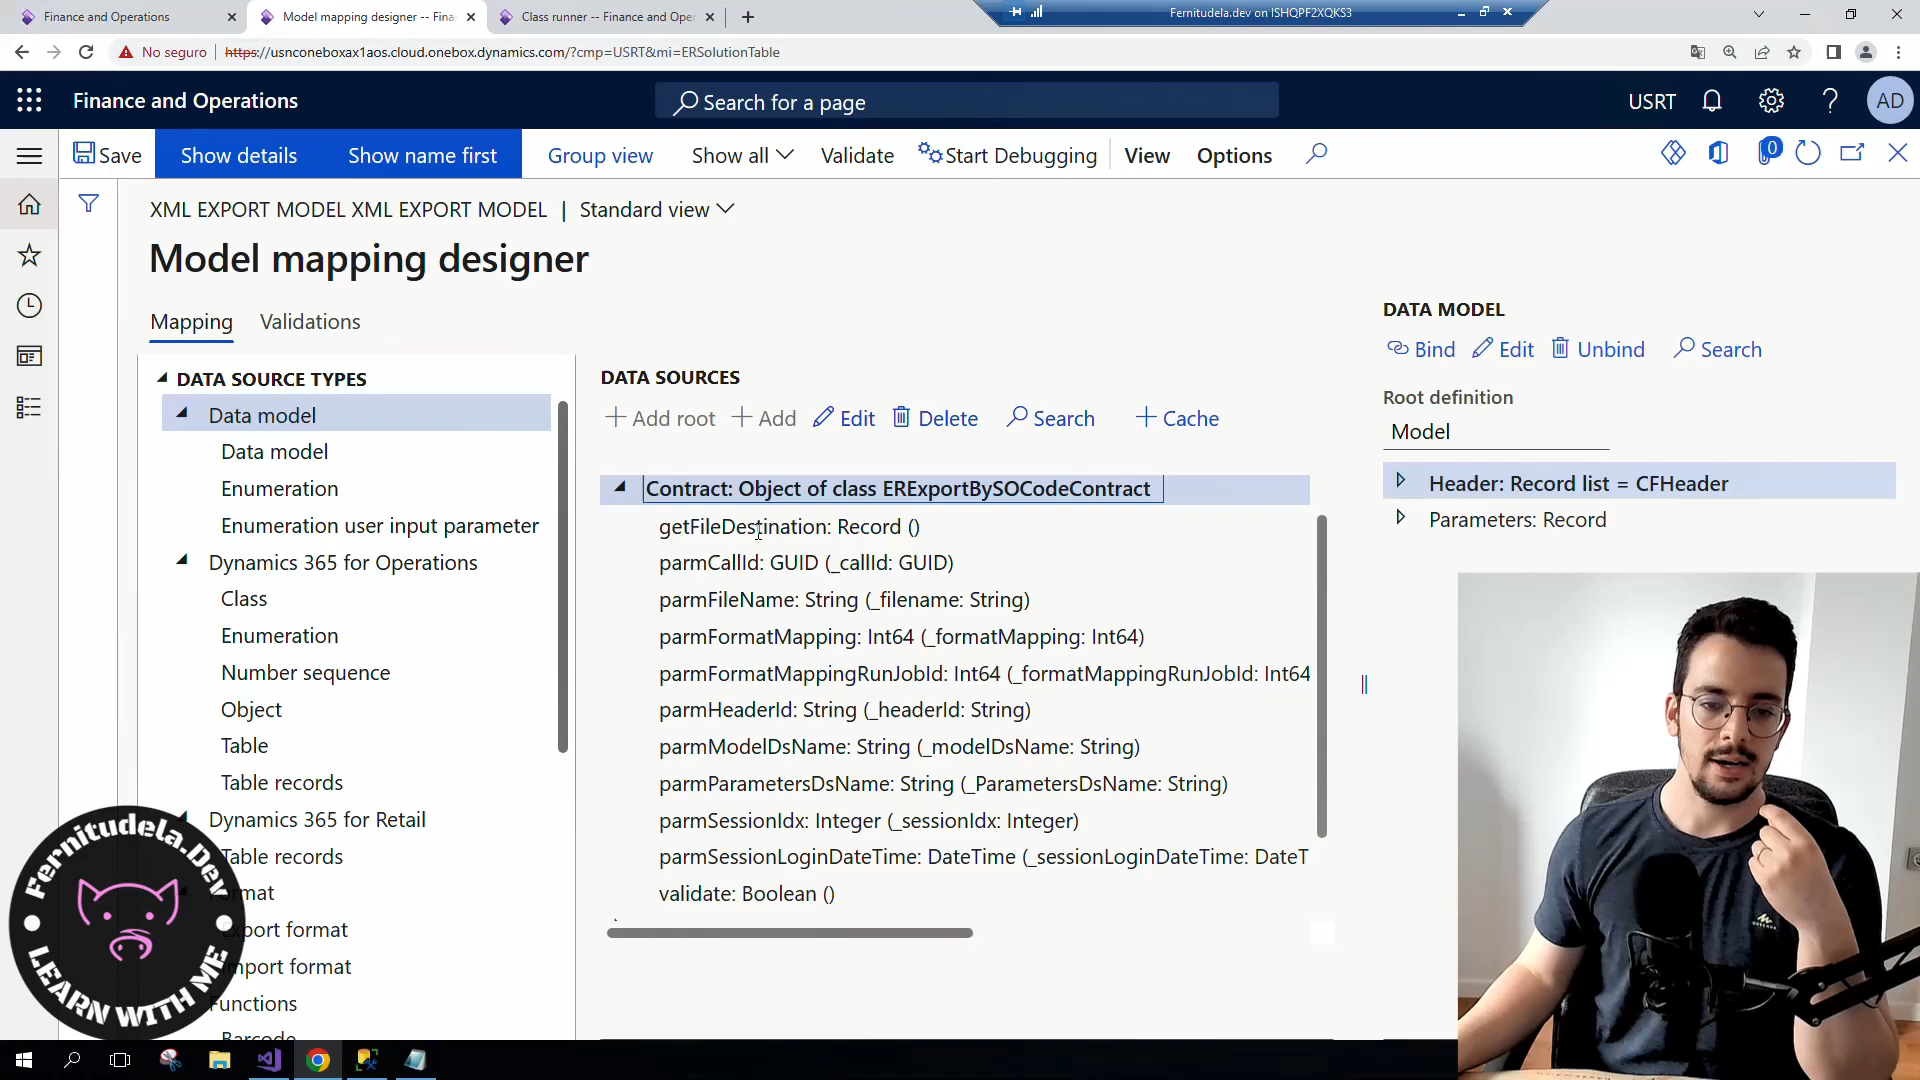 Finance and Operations
Model mapping designer -- Fina
Class runner -- Finance and Oper
Fernitudela.dev on ISHQPF2XQKS3
No seguro
https://usnconeboxax1aos.cloud.onebox.dynamics.com/?cmp=USRT&mi=ERSolutionTable
Finance and Operations
Search for a page
USRT
AD
Save
Show details
Show name first
Group view
Show all
Validate
Start Debugging
View
Options
0
XML EXPORT MODEL XML EXPORT MODEL | Standard view
Model mapping designer
Mapping
Validations
DATA SOURCE TYPES
Data model
Data model
Enumeration
Enumeration user input parameter
Dynamics 365 for Operations
Class
Enumeration
Number sequence
Object
Table
Table records
Dynamics 365 for Retail
Table records
Format
Export format
Import format
Functions
Barcode
DATA SOURCES
Add root
Add
Edit
Delete
Search
Cache
Contract: Object of class ERExportBySOCodeContract
getFileDestination: Record ()
parmCallId: GUID (_callId: GUID)
parmFileName: String (_filename: String)
parmFormatMapping: Int64 (_formatMapping: Int64)
parmFormatMappingRunJobId: Int64 (_formatMappingRunJobId: Int64
parmHeaderId: String (_headerId: String)
parmModelDsName: String (_modelDsName: String)
parmParametersDsName: String (_ParametersDsName: String)
parmSessionIdx: Integer (_sessionIdx: Integer)
parmSessionLoginDateTime: DateTime (_sessionLoginDateTime: DateT
validate: Boolean ()
DATA MODEL
Bind
Edit
Unbind
Search
Root definition
Model
Header: Record list = CFHeader
Parameters: Record
Fernitudela.Dev
LEARN WITH ME